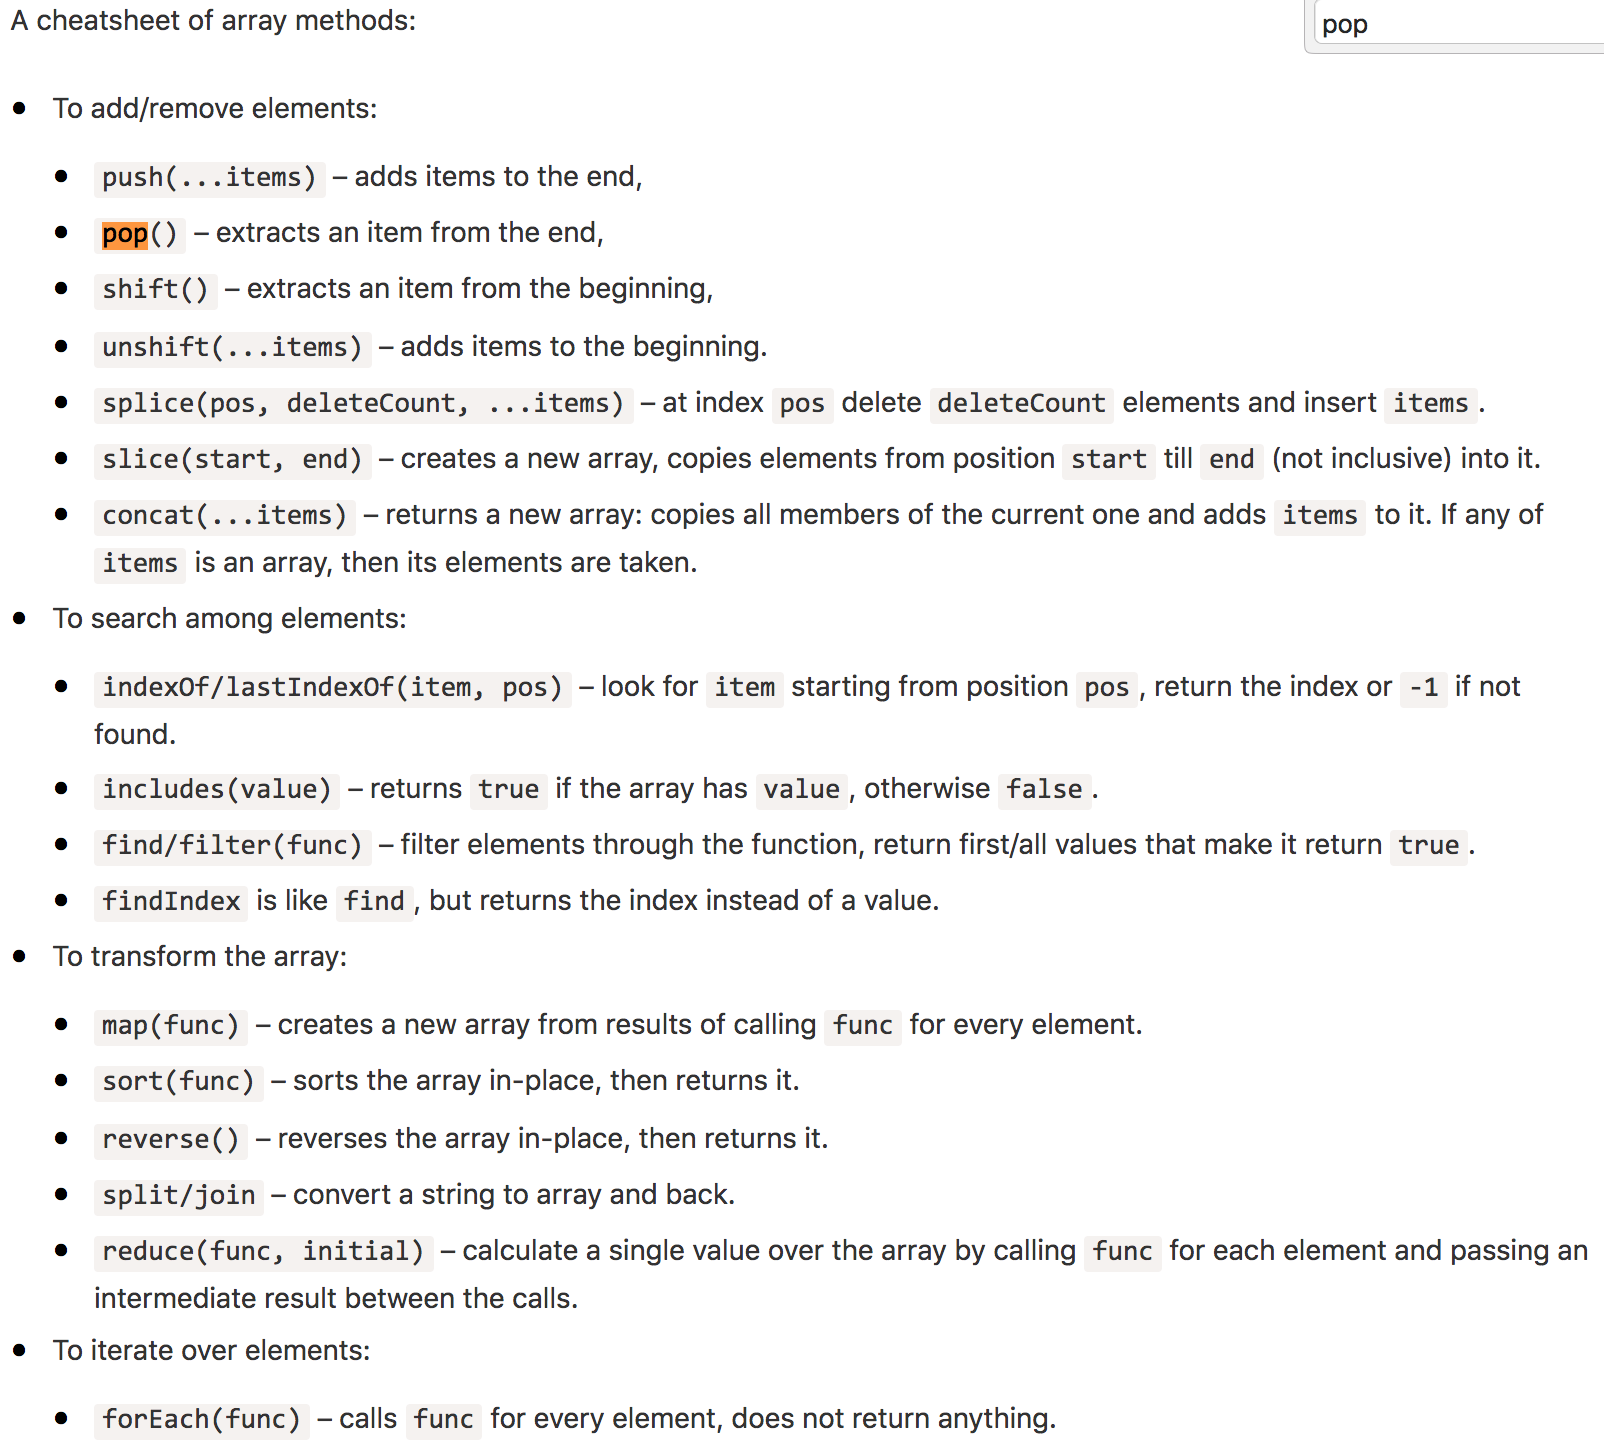 A cheatsheet of array methods:
pop
To add/remove elements:
push(...items) – adds items to the end,
pop() – extracts an item from the end,
shift() – extracts an item from the beginning,
unshift(...items) – adds items to the beginning.
splice(pos, deleteCount, ...items) – at index pos delete deleteCount elements and insert items.
slice(start, end) – creates a new array, copies elements from position start till end (not inclusive) into it.
concat(...items) – returns a new array: copies all members of the current one and adds items to it. If any of
items is an array, then its elements are taken.
To search among elements:
indexOf/lastIndexOf(item, pos) – look for item starting from position pos, return the index or -1 if not
found.
includes(value) – returns true if the array has value, otherwise false.
find/filter(func) – filter elements through the function, return first/all values that make it return true.
findIndex is like find, but returns the index instead of a value.
To transform the array:
map(func) – creates a new array from results of calling func for every element.
sort(func) – sorts the array in-place, then returns it.
reverse() – reverses the array in-place, then returns it.
split/join – convert a string to array and back.
reduce(func, initial) – calculate a single value over the array by calling func for each element and passing an
intermediate result between the calls.
To iterate over elements:
forEach(func) – calls func for every element, does not return anything.